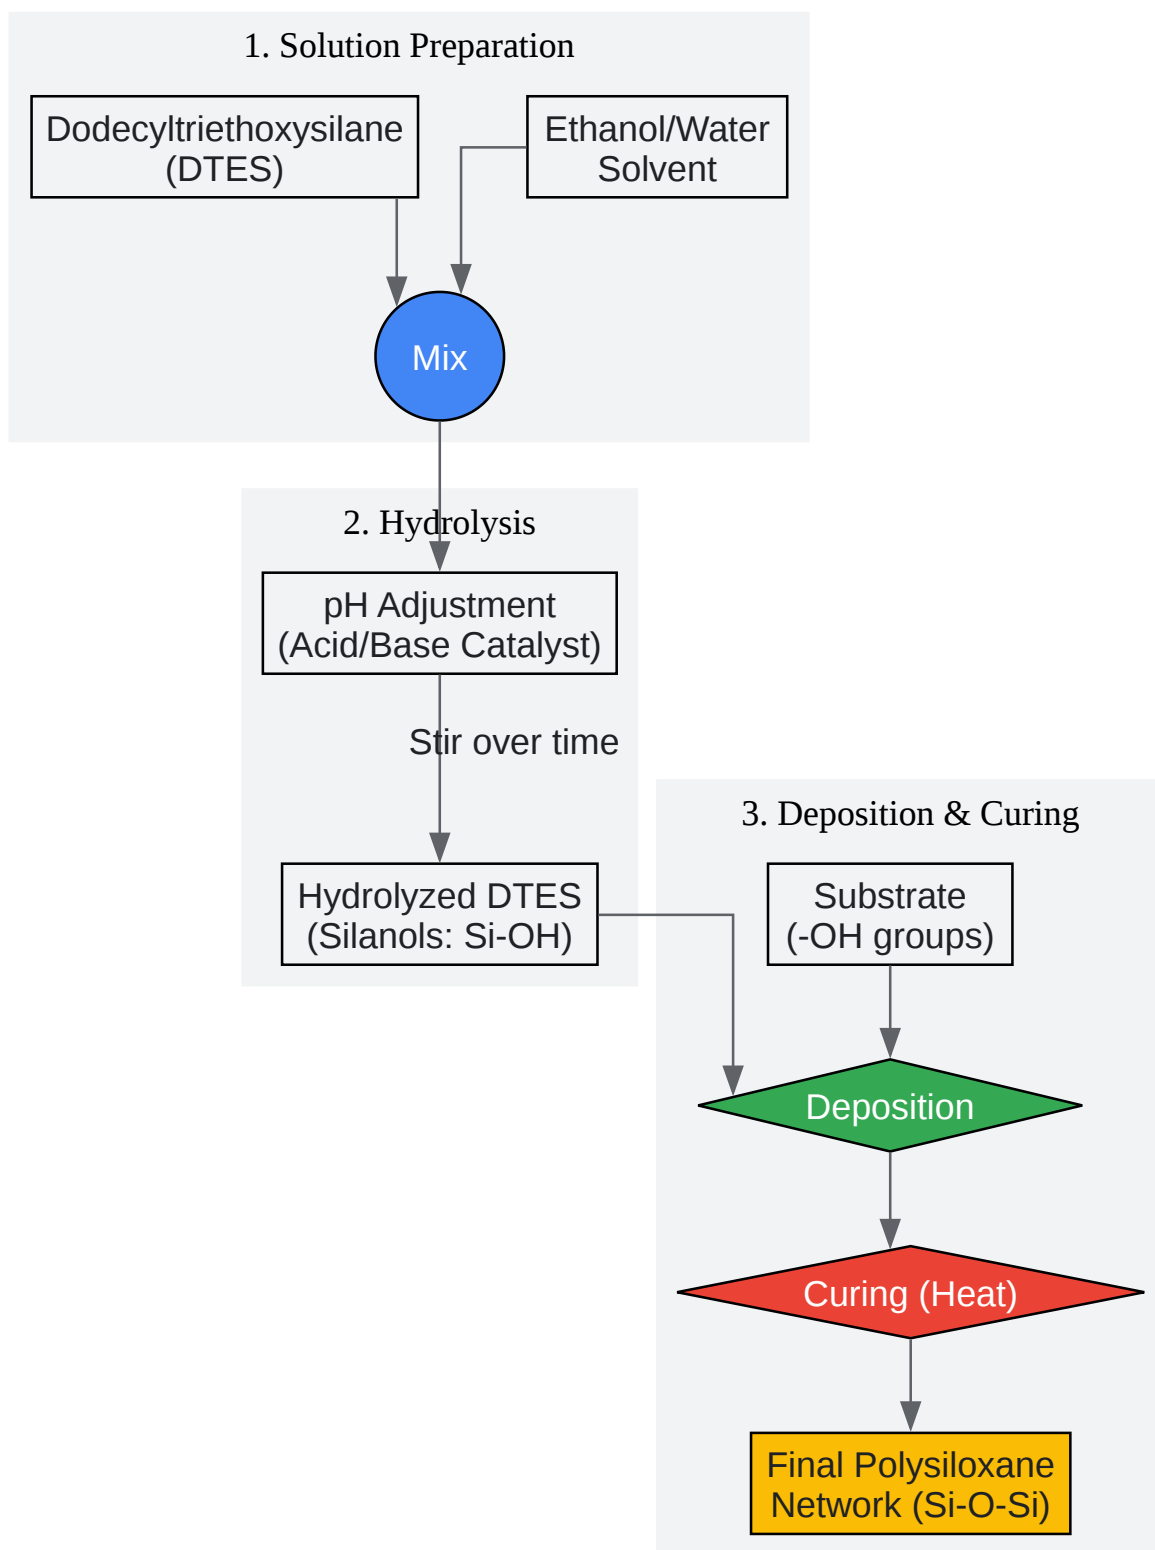 1. Solution Preparation
Dodecyltriethoxysilane
(DTES)
Ethanol/Water
Solvent
Mix
2. Hydrolysis
pH Adjustment
(Acid/Base Catalyst)
Stir over time
Hydrolyzed DTES
(Silanols: Si-OH)
3. Deposition & Curing
Substrate
(-OH groups)
Deposition
Curing (Heat)
Final Polysiloxane
Network (Si-O-Si)